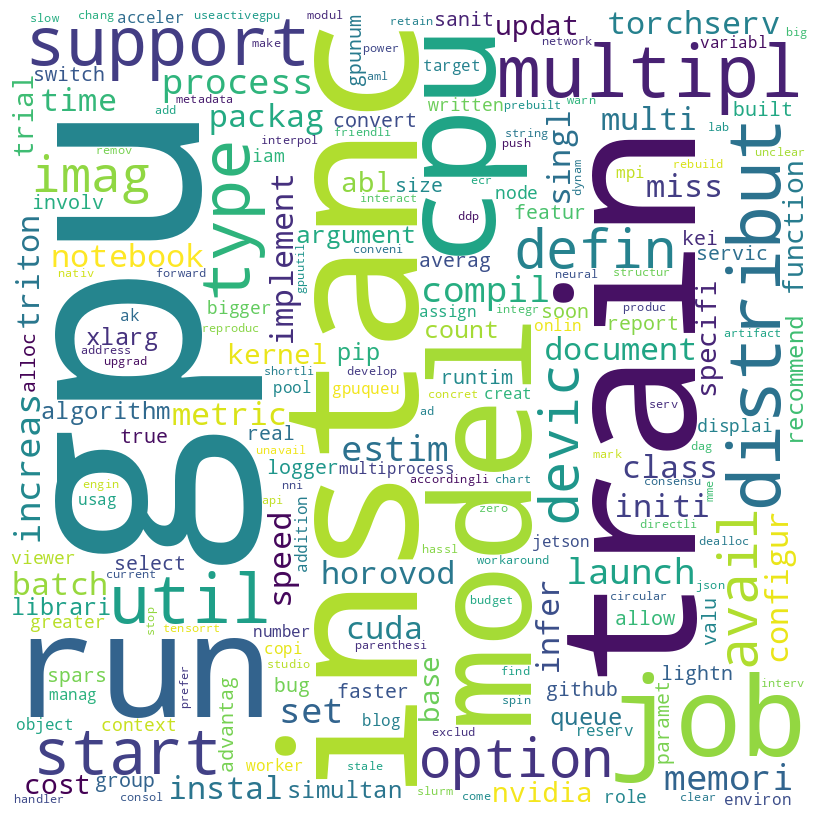 slow
chang
acceler
useactivegpu
modul
retain
sanit
updat
torchserv
big
support
make
power
gpunum
aml
target
network
variabl
multipl
switch
process
metadata
time
trial
add
packag
interpol
friendli
api
convert
written
prebuilt
warn
string
push
built
lab
multi
unclear
remov
iam
type
imag
involv
abl
size
ecr
node
singl
dynam
mpi
rebuild
miss
distribut
function
interact
ddp
featur
argument
conveni
cpu
notebook
implement
bigger
gpuutil
averag
defin
kei
servic
nativ
forward
triton
compil
neural
structur
ak
xlarg
reproduc
assign
integr
soon
specifi
gpu
instanc
model
train
address
upgrad
kernel
count
onlin
report
produc
artifact
alloc
shortli
develop
pip
document
recommend
algorithm
metric
pool
gpuqueu
runtim
creat
ad
concret
devic
serv
displai
increas
true
real
unavail
estim
mark
class
dag
engin
usag
logger
multiprocess
nni
accordingli
chart
consensu
initi
mme
directli
viewer
addition
zero
hassl
jetson
dealloc
select
current
speed
horovod
workaround
launch
avail
configur
json
batch
util
budget
infer
circular
librari
valu
greater
stop
tensorrt
number
cuda
allow
parenthesi
copi
studio
find
run
spars
prefer
bug
faster
base
spin
github
lightn
job
interv
manag
set
blog
queue
reserv
paramet
object
context
advantag
exclud
start
worker
stale
option
come
memori
cost
group
instal
simultan
slurm
nvidia
role
clear
environ
handler
consol